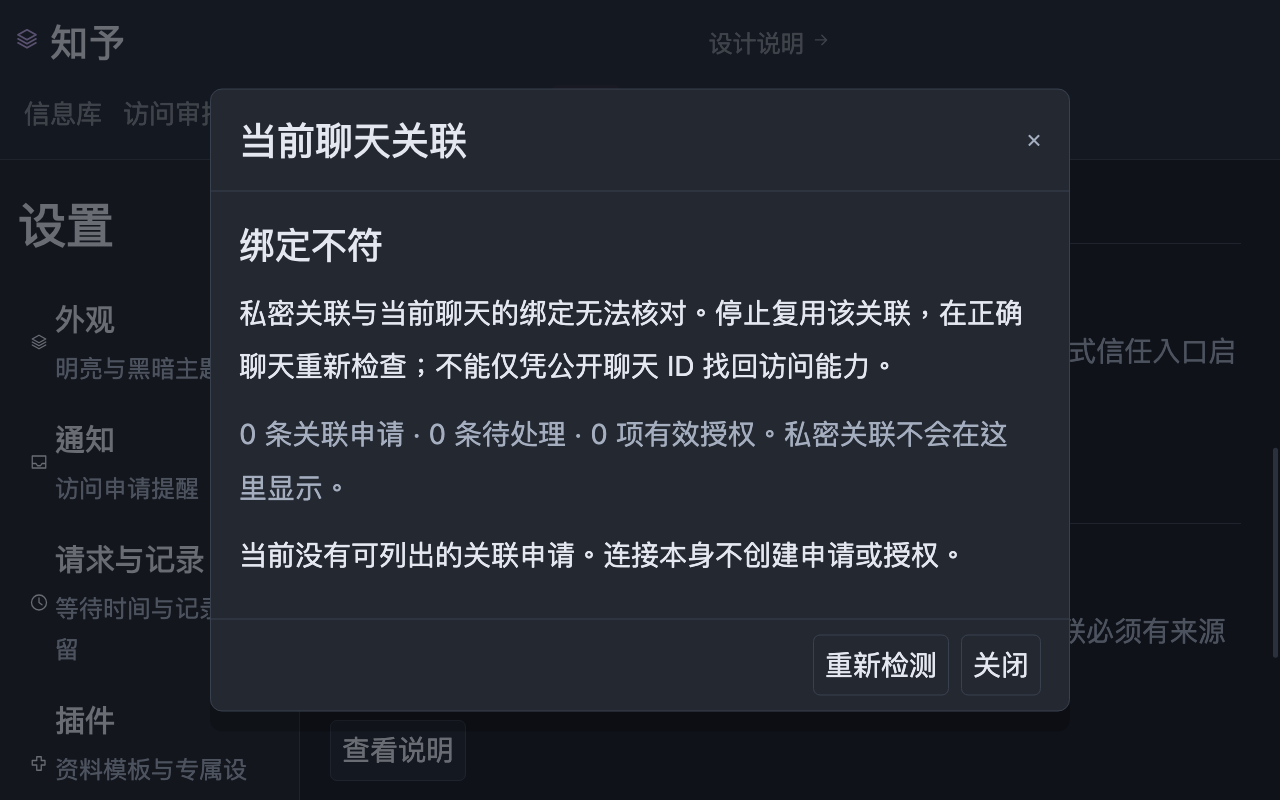 知予
设计说明 →
信息库 访问审
当前聊天关联
×
设置
绑定不符
私密关联与当前聊天的绑定无法核对。停止复用该关联，在正确
聊天重新检查；不能仅凭公开聊天 ID 找回访问能力。
0 条关联申请 · 0 条待处理 · 0 项有效授权。私密关联不会在这
里显示。
当前没有可列出的关联申请。连接本身不创建申请或授权。
重新检测
关闭
外观
明亮与黑暗主题
通知
访问申请提醒
请求与记录
等待时间与记录
留
插件
资料模板与专属设
式信任入口启
联必须有来源
查看说明